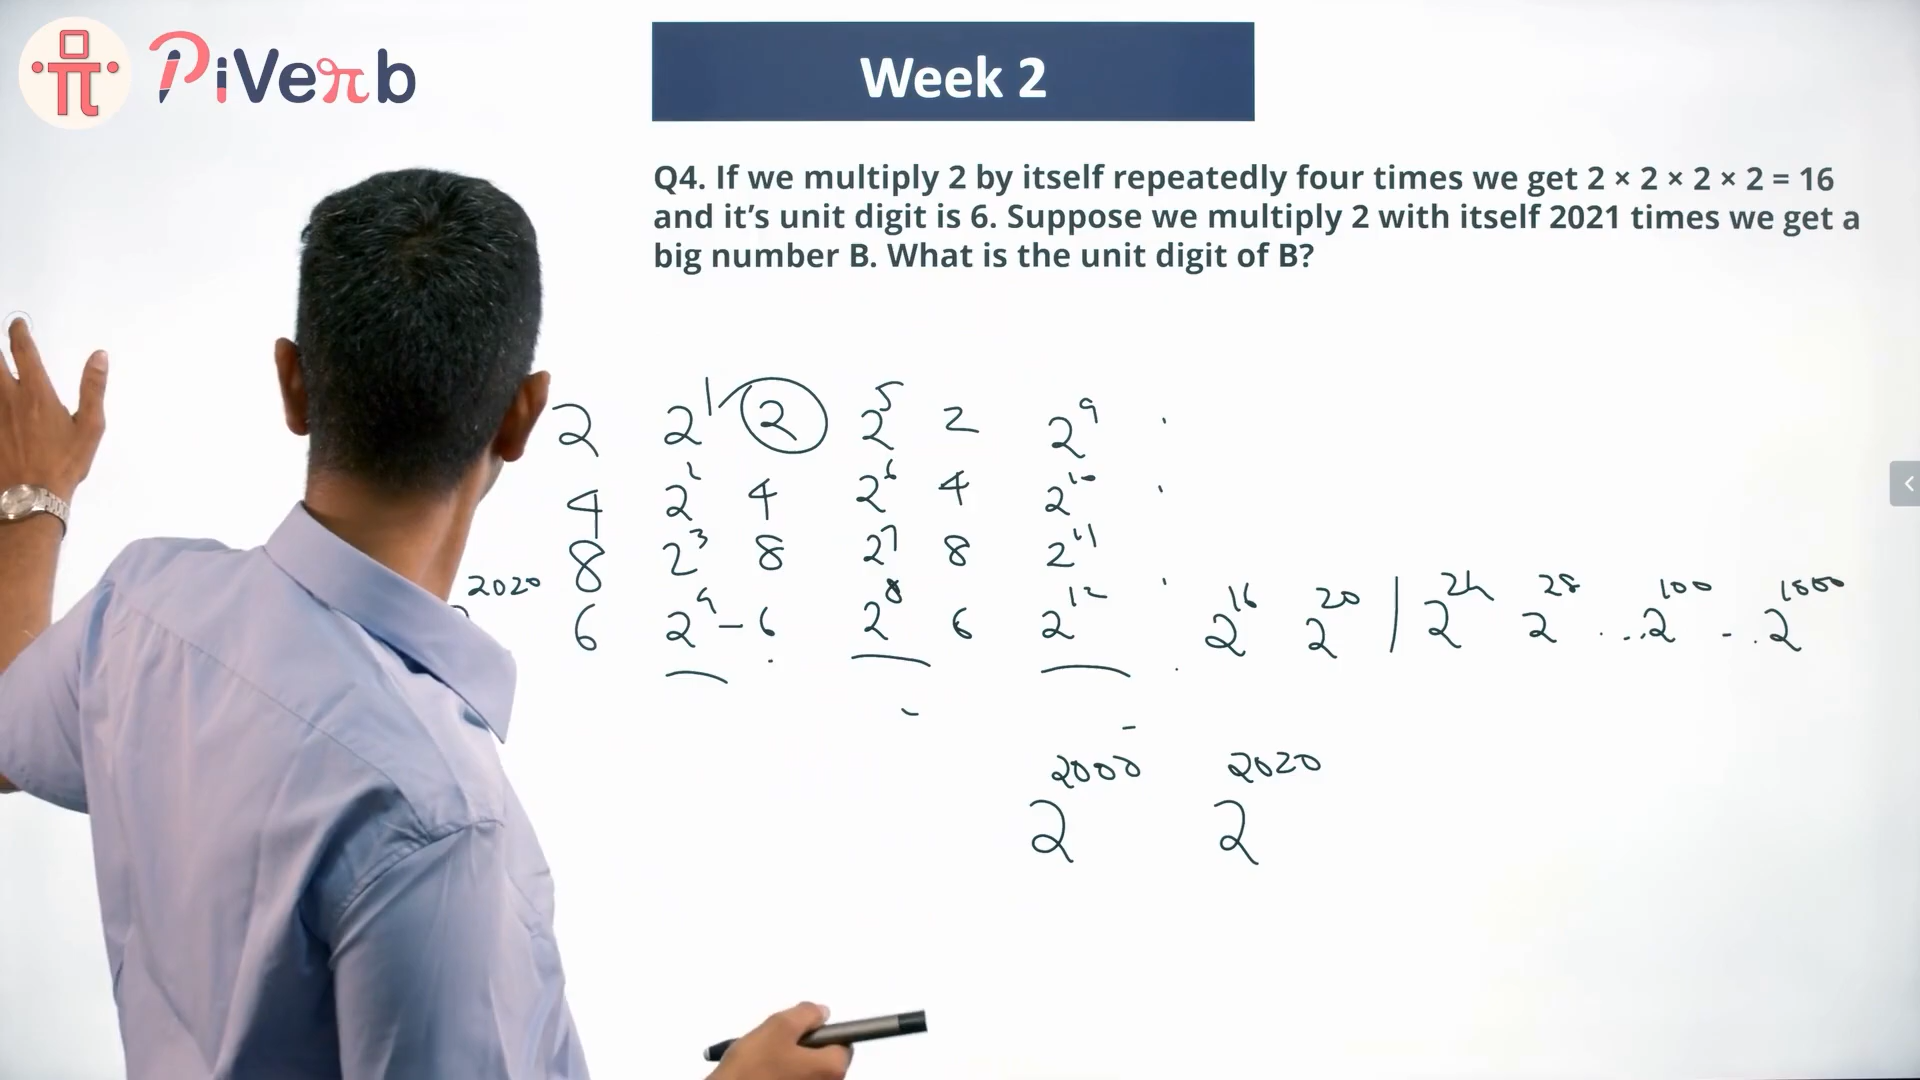 PiVerb
Week 2
Q4. If we multiply 2 by itself repeatedly four times we get 2 × 2 × 2 × 2 = 16
and it's unit digit is 6. Suppose we multiply 2 with itself 2021 times we get a
big number B. What is the unit digit of B?
2 2¹ 2 2⁵ 2 2⁹ .
4 2² 4 2⁶ 4 2¹⁰ .
8 2³ 8 2⁷ 8 2¹¹
2020 6 2⁴ – 6 2⁸ 6 2¹² . 2¹⁶ 2²⁰ | 2²⁴ 2²⁸ ... 2¹⁰⁰ - . 2¹⁰⁰⁰
2²⁰⁰⁰ 2²⁰²⁰